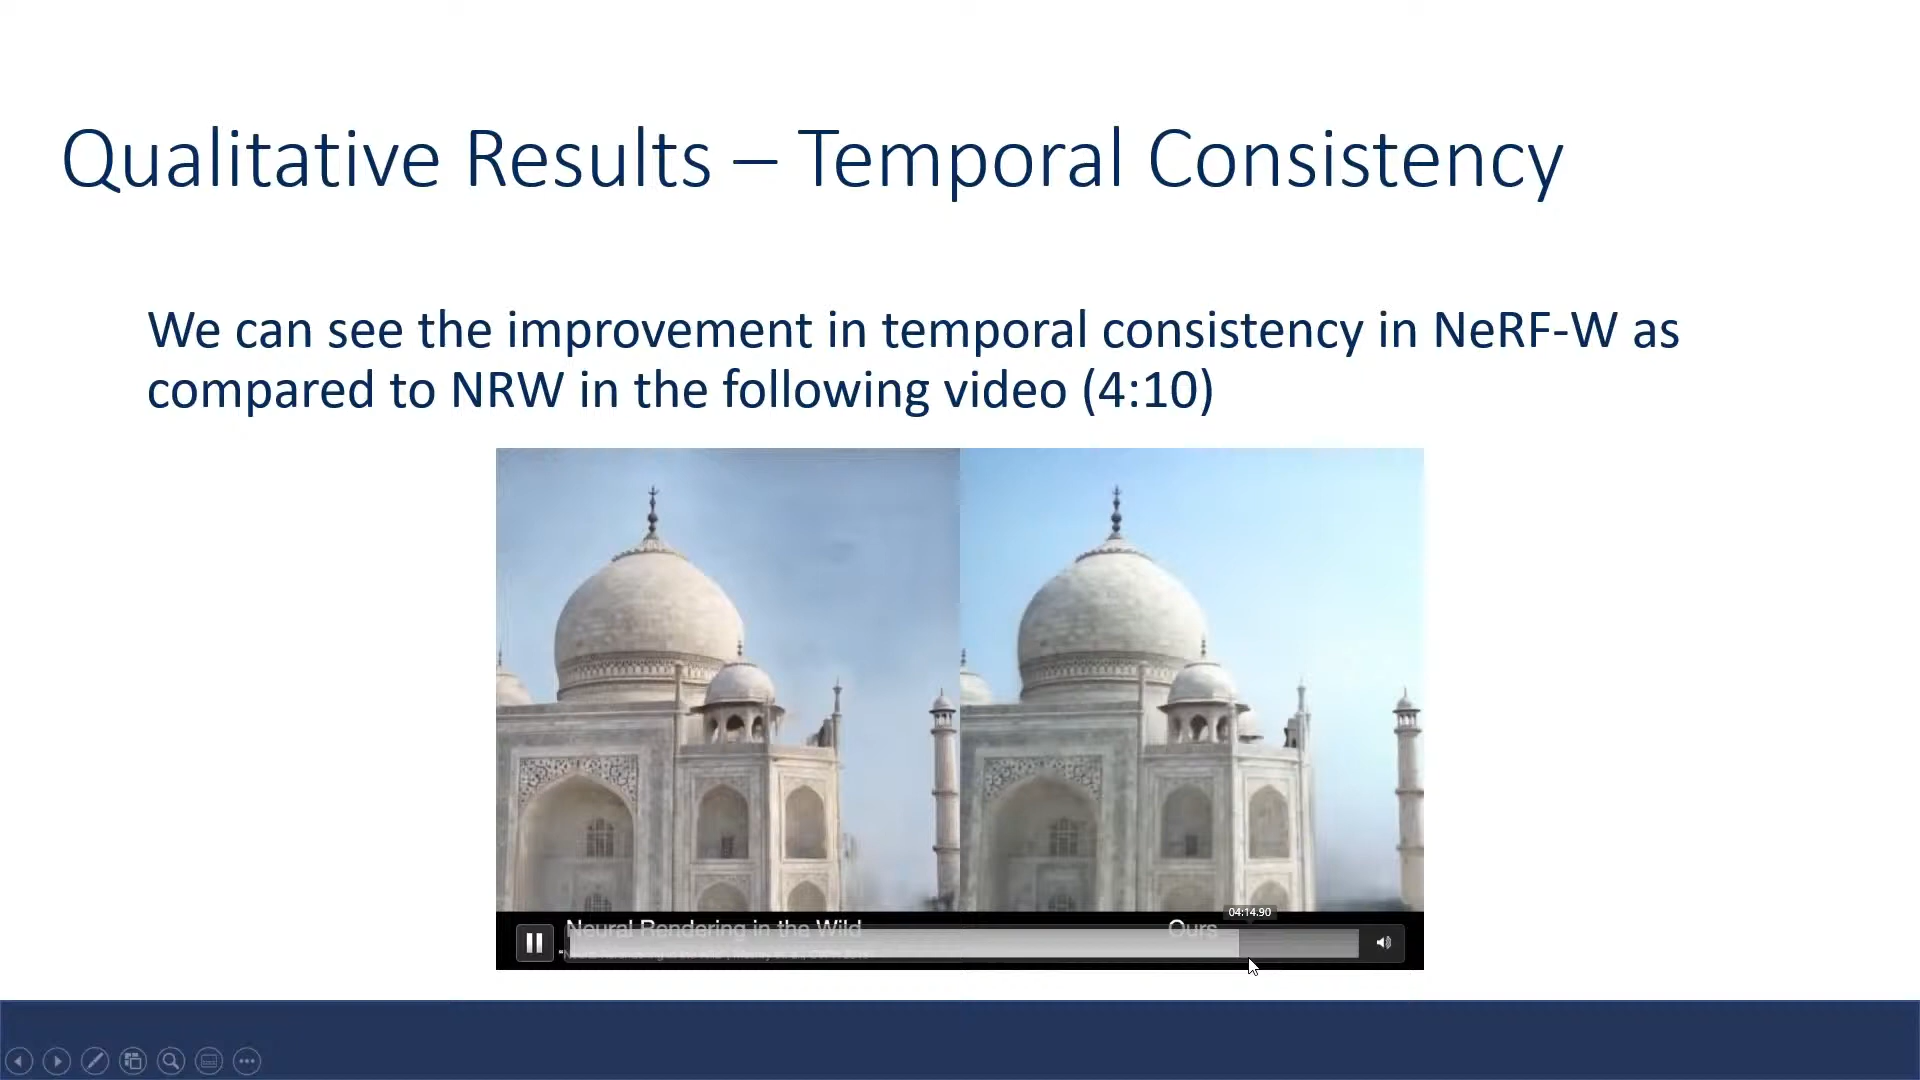 Qualitative Results – Temporal Consistency
We can see the improvement in temporal consistency in NeRF-W as
compared to NRW in the following video (4:10)
04:14.90
Neural Rendering in the Wild
Ours